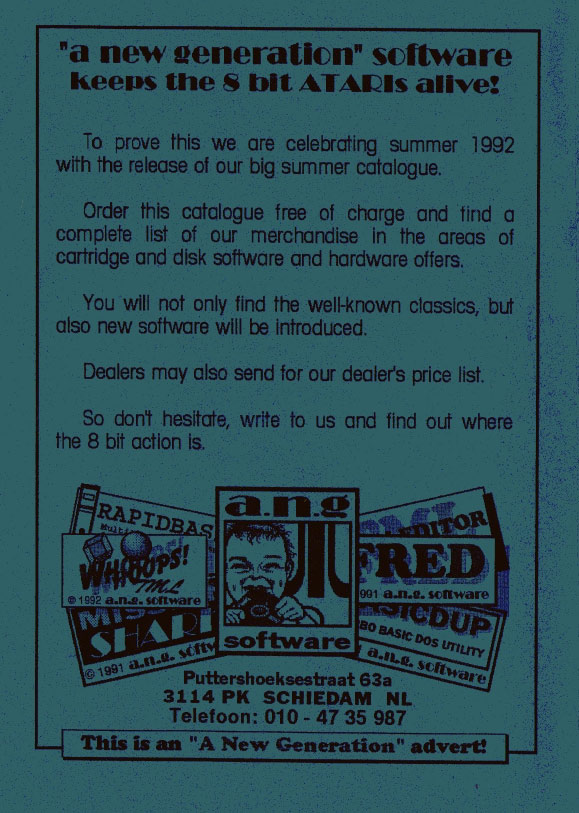 "a new generation" software
keeps the 8 bit ATARIs alive!
To prove this we are celebrating summer 1992
with the release of our big summer catalogue.
Order this catalogue free of charge and find a
complete list of our merchandise in the areas of
cartridge and disk software and hardware offers.
You will not only find the well-known classics, but
also new software will be introduced.
Dealers may also send for our dealer's price list.
So don't hesitate, write to us and find out where
the 8 bit action is.
RAPIDBAS
WHOOPS!
TML
© 1992 a.n.g. software
SHAR
© 1991 a.n.g. softw
a.n.g
software
EDITOR
FRED
991 a.n.g. software
ASICDUP
BO BASIC DOS UTILITY
a.n.g. software
Puttershoeksestraat 63a
3114 PK SCHIEDAM NL
Telefoon: 010 - 47 35 987
This is an "A New Generation" advert!